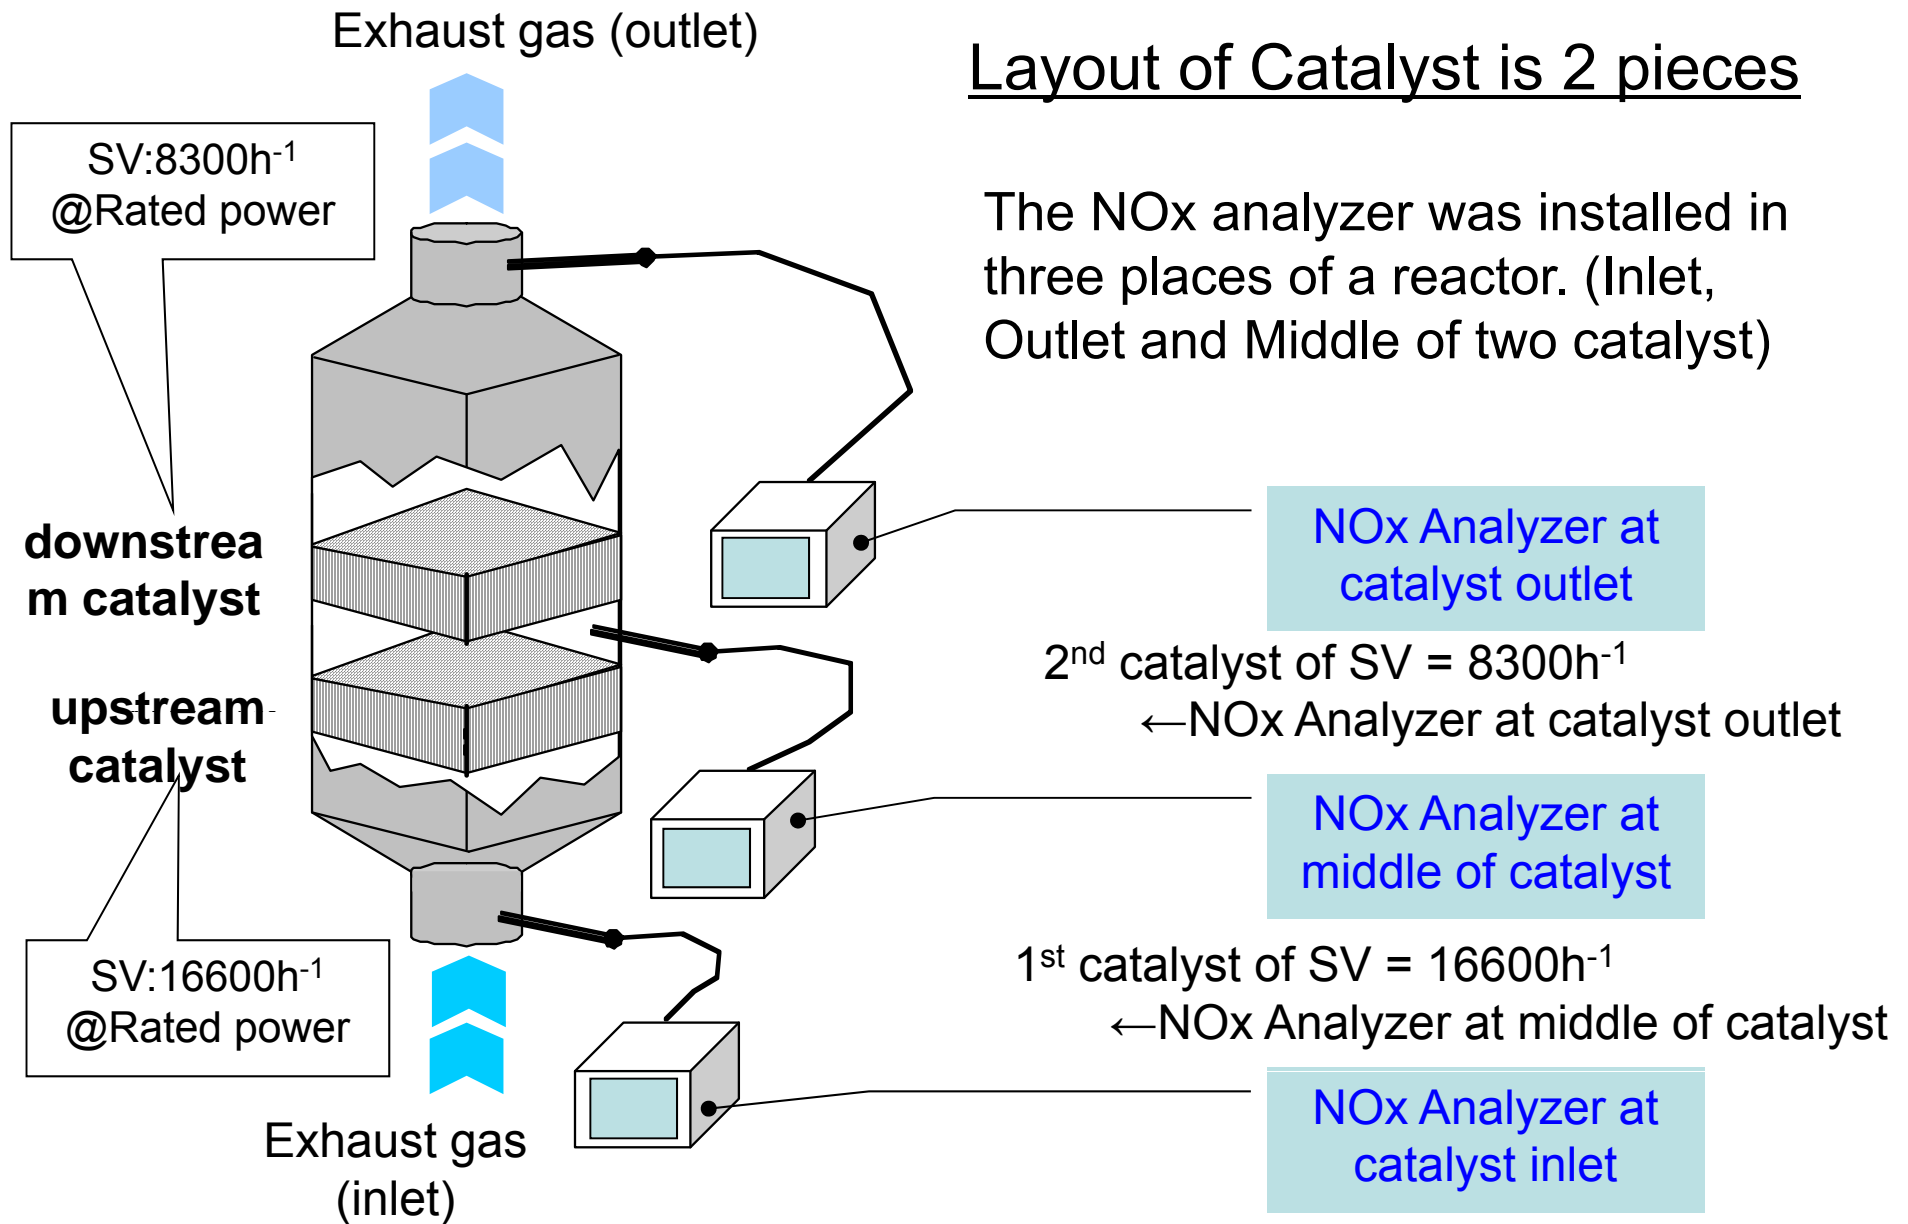 Exhaust gas (outlet)
Layout of Catalyst is 2 pieces
SV:8300h-1
@Rated power
The NOx analyzer was installed in
three places of a reactor. (Inlet,
Outlet and Middle of two catalyst)
downstrea
m catalyst
NOx Analyzer at
catalyst outlet
2nd catalyst of SV = 8300h-1
←NOx Analyzer at catalyst outlet
upstream
catalyst
NOx Analyzer at
middle of catalyst
SV:16600h-1
@Rated power
1st catalyst of SV = 16600h-1
←NOx Analyzer at middle of catalyst
NOx Analyzer at
catalyst inlet
Exhaust gas
(inlet)